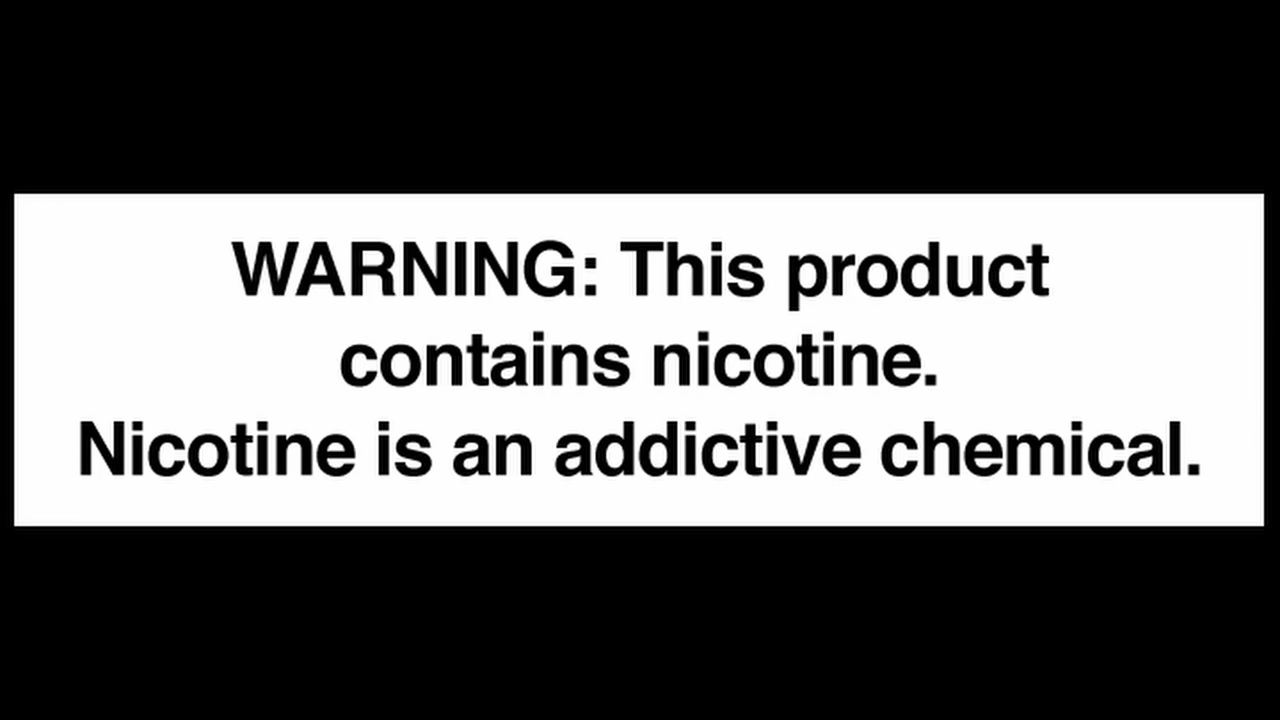 WARNING: This product
contains nicotine.
Nicotine is an addictive chemical.